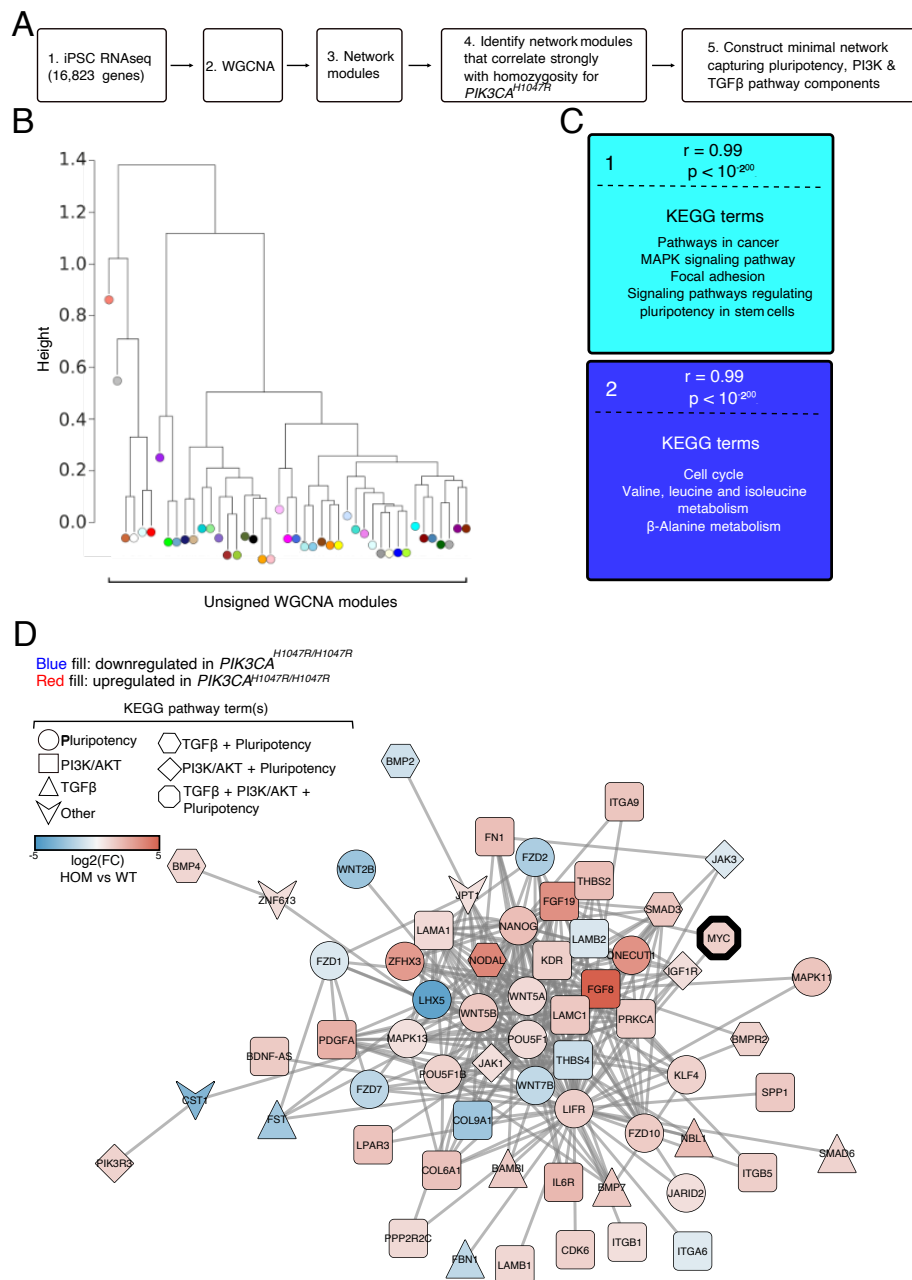 A
1. iPSC RNAseq
(16,823 genes)
2. WGCNA
3. Network
modules
4. Identify network modules
that correlate strongly
with homozygosity for
PIK3CA^H1047R
5. Construct minimal network
capturing pluripotency, PI3K &
TGFβ pathway components
B
Height
1.4
1.2
1.0
0.8
0.6
0.4
0.2
0.0
Unsigned WGCNA modules
C
1
r = 0.99
p < 10^-200
KEGG terms
Pathways in cancer
MAPK signaling pathway
Focal adhesion
Signaling pathways regulating
pluripotency in stem cells
2
r = 0.99
p < 10^-200
KEGG terms
Cell cycle
Valine, leucine and isoleucine
metabolism
β-Alanine metabolism
D
Blue fill: downregulated in PIK3CA^H1047R/H1047R
Red fill: upregulated in PIK3CA^H1047R/H1047R
KEGG pathway term(s)
Pluripotency
PI3K/AKT
TGFβ
Other
TGFβ + Pluripotency
PI3K/AKT + Pluripotency
TGFβ + PI3K/AKT +
Pluripotency
-5
5
log2(FC)
HOM vs WT
BMP2
ITGA9
FN1
FZD2
JAK3
BMP4
WNT2B
THBS2
ZNF613
JPT1
FGF19
SMAD3
LAMA1
NANOG
LAMB2
MYC
FZD1
ZFHX3
NODAL
KDR
ONECUT1
IGF1R
MAPK11
LHX5
WNT5A
FGF8
WNT5B
LAMC1
PRKCA
PDGFA
MAPK13
POU5F1
BMPR2
BDNF-AS
JAK1
THBS4
POU5F1B
KLF4
CST1
FZD7
WNT7B
SPP1
FST
COL9A1
LIFR
FZD10
NBL1
LPAR3
SMAD6
PIK3R3
COL6A1
BAMBI
ITGB5
IL6R
BMP7
JARID2
PPP2R2C
FBN1
LAMB1
CDK6
ITGB1
ITGA6